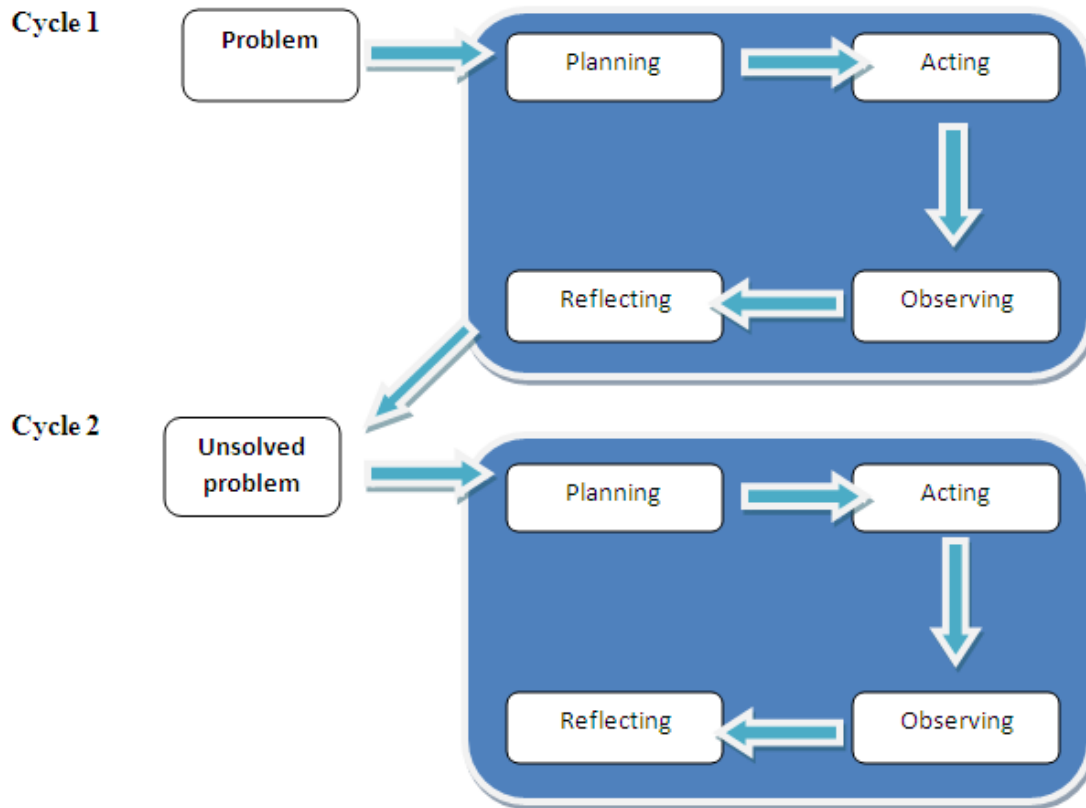 Cycle 1
Problem
Planning
Acting
Reflecting
Observing
Cycle 2
Unsolved
problem
Planning
Acting
Reflecting
Observing